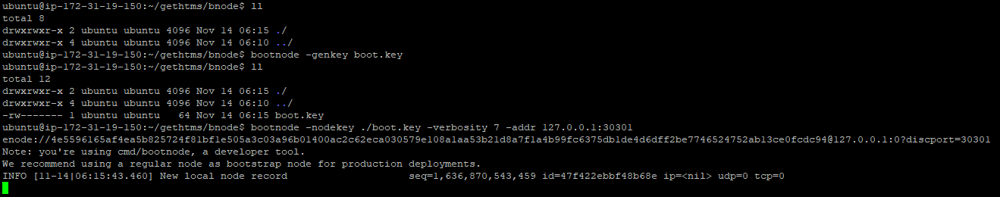 ubuntu@ip-172-31-19-150:~/gethtms/bnode$ ll
total 8
drwxrwxr-x 2 ubuntu ubuntu 4096 Nov 14 06:15 ./
drwxrwxr-x 4 ubuntu ubuntu 4096 Nov 14 06:10 ../
ubuntu@ip-172-31-19-150:~/gethtms/bnode$ bootnode -genkey boot.key
ubuntu@ip-172-31-19-150:~/gethtms/bnode$ ll
total 12
drwxrwxr-x 2 ubuntu ubuntu 4096 Nov 14 06:15 ./
drwxrwxr-x 4 ubuntu ubuntu 4096 Nov 14 06:10 ../
-rw------- 1 ubuntu ubuntu   64 Nov 14 06:15 boot.key
ubuntu@ip-172-31-19-150:~/gethtms/bnode$ bootnode -nodekey ./boot.key -verbosity 7 -addr 127.0.0.1:30301
enode://4e5596165af4ea5b825724f81bf1e505a3c03a96b01400ac2c62eca030579e108a1aa53b21d8a7f1a4b99fc6375db1de4d6dff2be7746524752ab13ce0fcdc94@127.0.0.1:0?discport=30301
Note: you're using cmd/bootnode, a developer tool.
We recommend using a regular node as bootstrap node for production deployments.
INFO [11-14|06:15:43.460] New local node record                    seq=1,636,870,543,459 id=47f422ebbf48b68e ip=<nil> udp=0 tcp=0